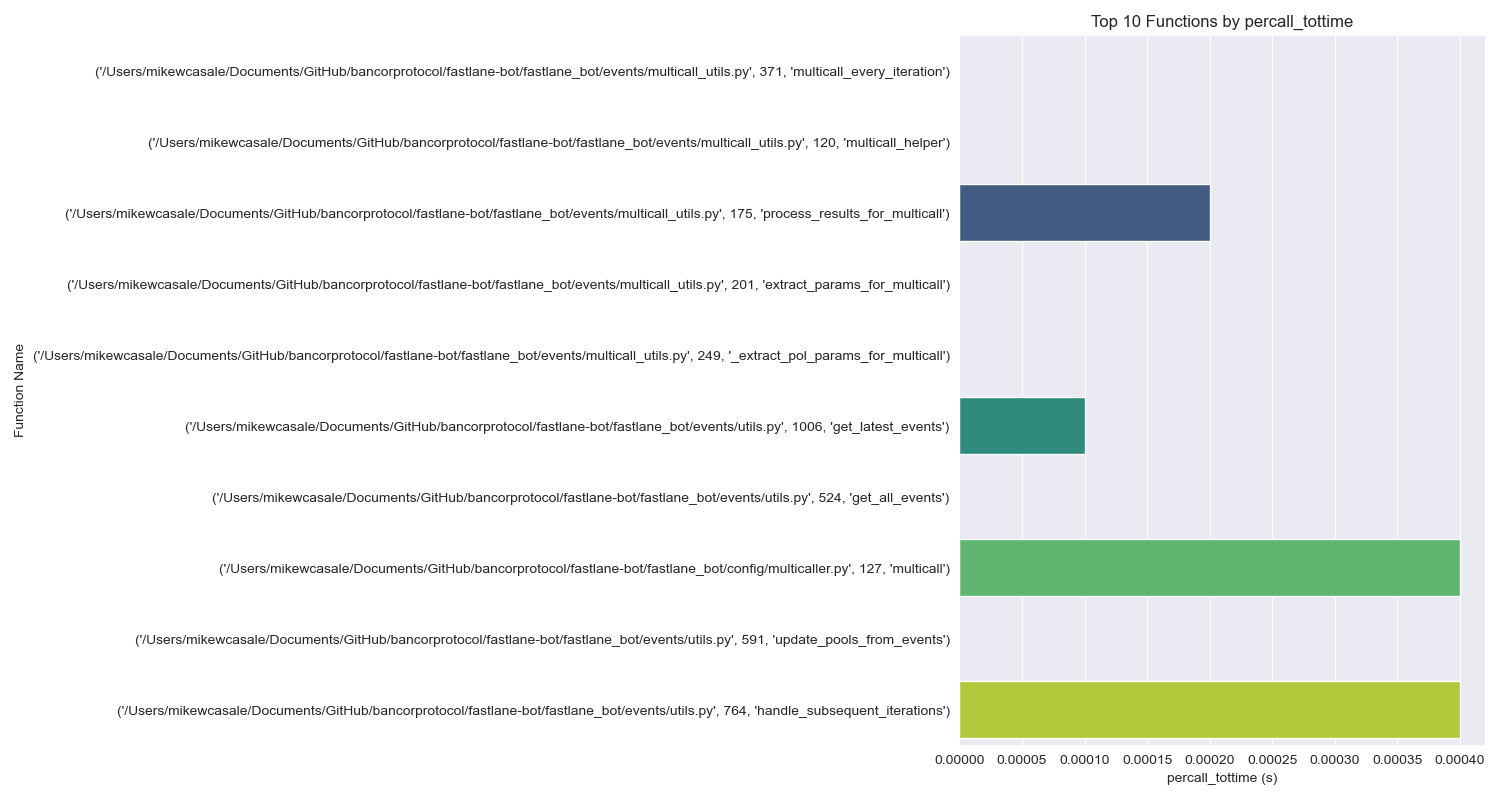 Top 10 Functions by percall_tottime
('/Users/mikewcasale/Documents/GitHub/bancorprotocol/fastlane-bot/fastlane_bot/events/multicall_utils.py', 371, 'multicall_every_iteration')
('/Users/mikewcasale/Documents/GitHub/bancorprotocol/fastlane-bot/fastlane_bot/events/multicall_utils.py', 120, 'multicall_helper')
('/Users/mikewcasale/Documents/GitHub/bancorprotocol/fastlane-bot/fastlane_bot/events/multicall_utils.py', 175, 'process_results_for_multicall')
('/Users/mikewcasale/Documents/GitHub/bancorprotocol/fastlane-bot/fastlane_bot/events/multicall_utils.py', 201, 'extract_params_for_multicall')
('/Users/mikewcasale/Documents/GitHub/bancorprotocol/fastlane-bot/fastlane_bot/events/multicall_utils.py', 249, '_extract_pol_params_for_multicall')
('/Users/mikewcasale/Documents/GitHub/bancorprotocol/fastlane-bot/fastlane_bot/events/utils.py', 1006, 'get_latest_events')
('/Users/mikewcasale/Documents/GitHub/bancorprotocol/fastlane-bot/fastlane_bot/events/utils.py', 524, 'get_all_events')
('/Users/mikewcasale/Documents/GitHub/bancorprotocol/fastlane-bot/fastlane_bot/config/multicaller.py', 127, 'multicall')
('/Users/mikewcasale/Documents/GitHub/bancorprotocol/fastlane-bot/fastlane_bot/events/utils.py', 591, 'update_pools_from_events')
('/Users/mikewcasale/Documents/GitHub/bancorprotocol/fastlane-bot/fastlane_bot/events/utils.py', 764, 'handle_subsequent_iterations')
Function Name
0.00000 0.00005 0.00010 0.00015 0.00020 0.00025 0.00030 0.00035 0.00040
percall_tottime (s)